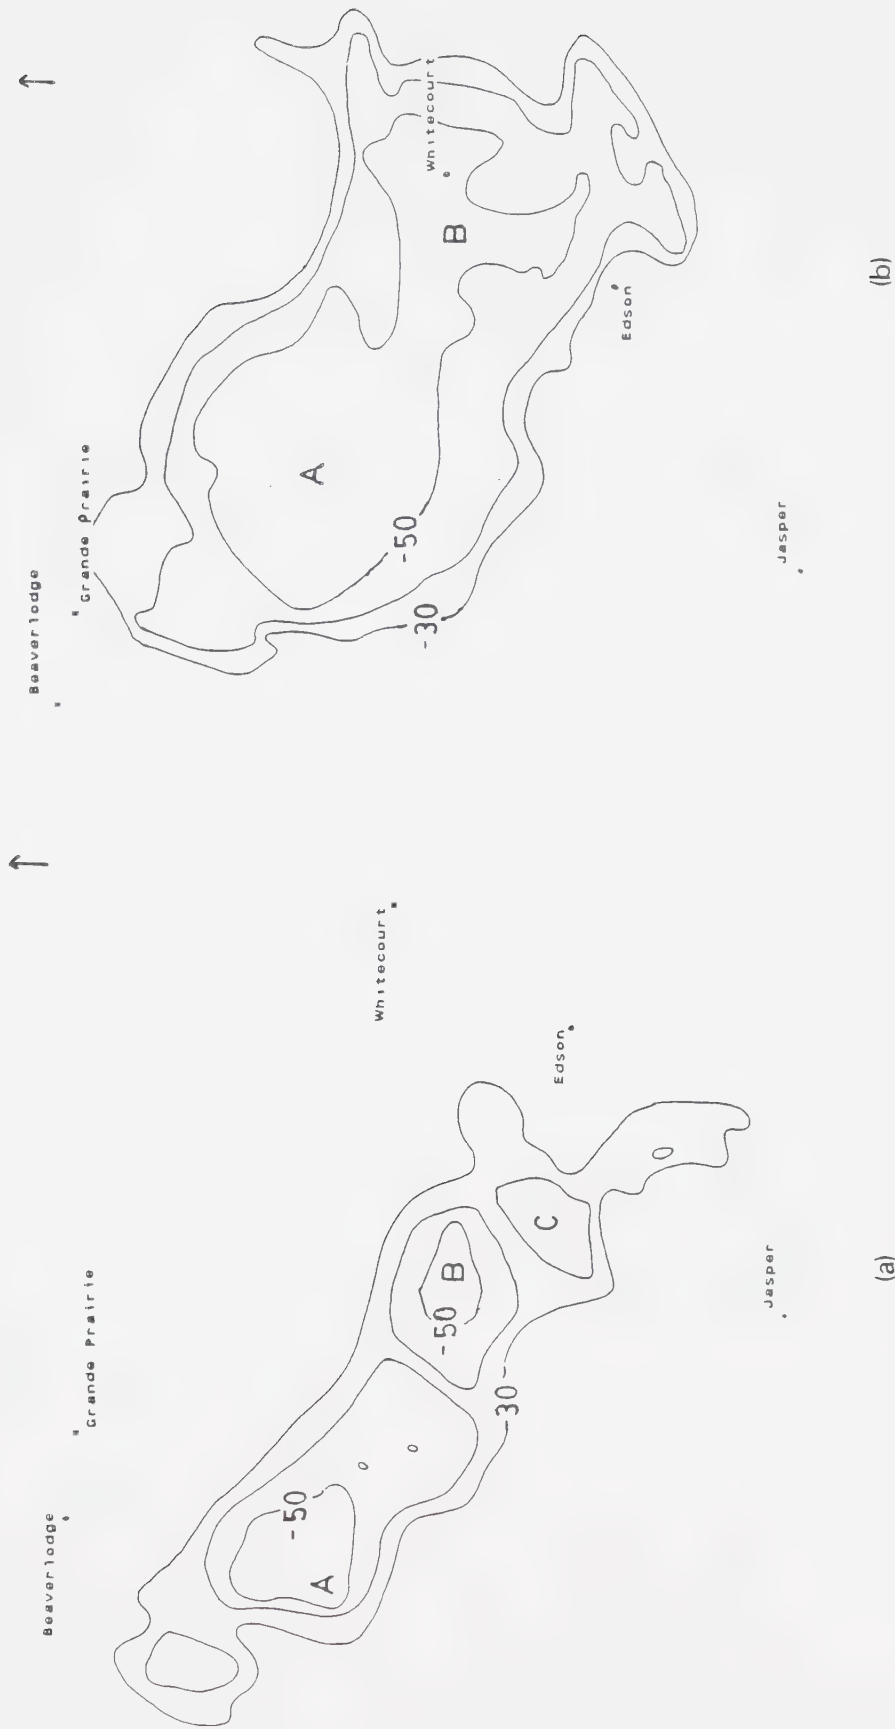 Beaverlodge
Grande Prairie
Whitecourt
Edson
Jasper
-50
A
-50
B
C
-30-
(a)
Beaverlodge
Grande Prairie
Whitecourt
Edson
Jasper
A
B
-50
-30
(b)